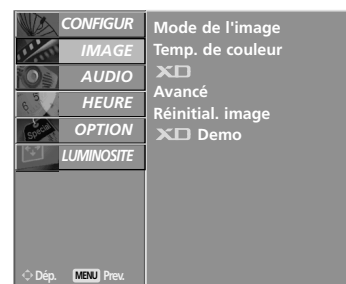 CONFIGUR
IMAGE
AUDIO
HEURE
OPTION
Special
LUMINOSITE
Dép. MENU Prev.
Mode de l'image
Temp. de couleur
XD
Avancé
Réinitial. image
XD Demo